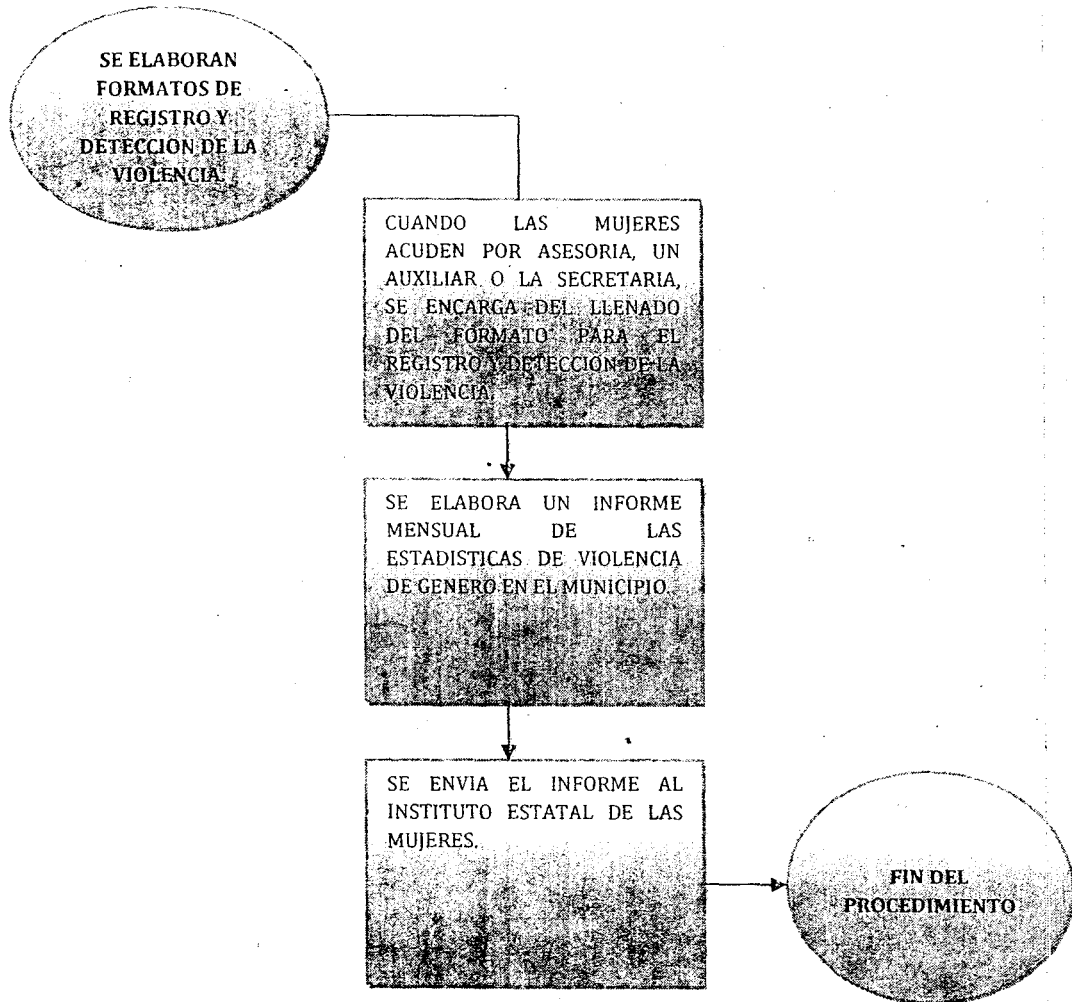 SE ELABORAN
FORMATOS DE
REGISTRO Y
DETECCION DE LA
VIOLENCIA.
CUANDO LAS MUJERES
ACUDEN POR ASESORIA, UN
AUXILIAR O LA SECRETARIA,
SE ENCARGA DEL LLENADO
DEL FORMATO PARA EL
REGISTRO Y DETECCION DE LA
VIOLENCIA.
SE ELABORA UN INFORME
MENSUAL DE LAS
ESTADISTICAS DE VIOLENCIA
DE GENERO EN EL MUNICIPIO.
SE ENVIA EL INFORME AL
INSTITUTO ESTATAL DE LAS
MUJERES.
FIN DEL
PROCEDIMIENTO